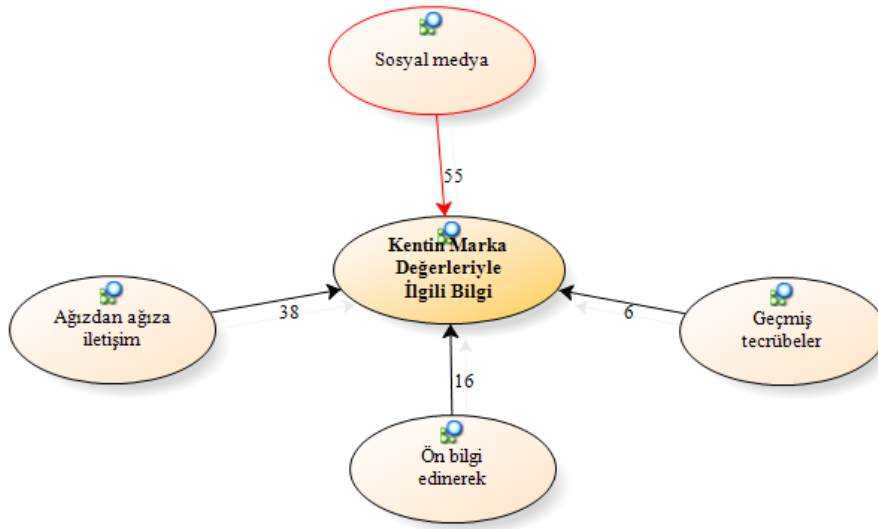 Sosyal medya
55
Kentin Marka
Değerleriyle
İlgili Bilgi
Ağızdan ağıza
iletişim
38
6
Geçmiş
tecrübeler
16
Ön bilgi
edinerek